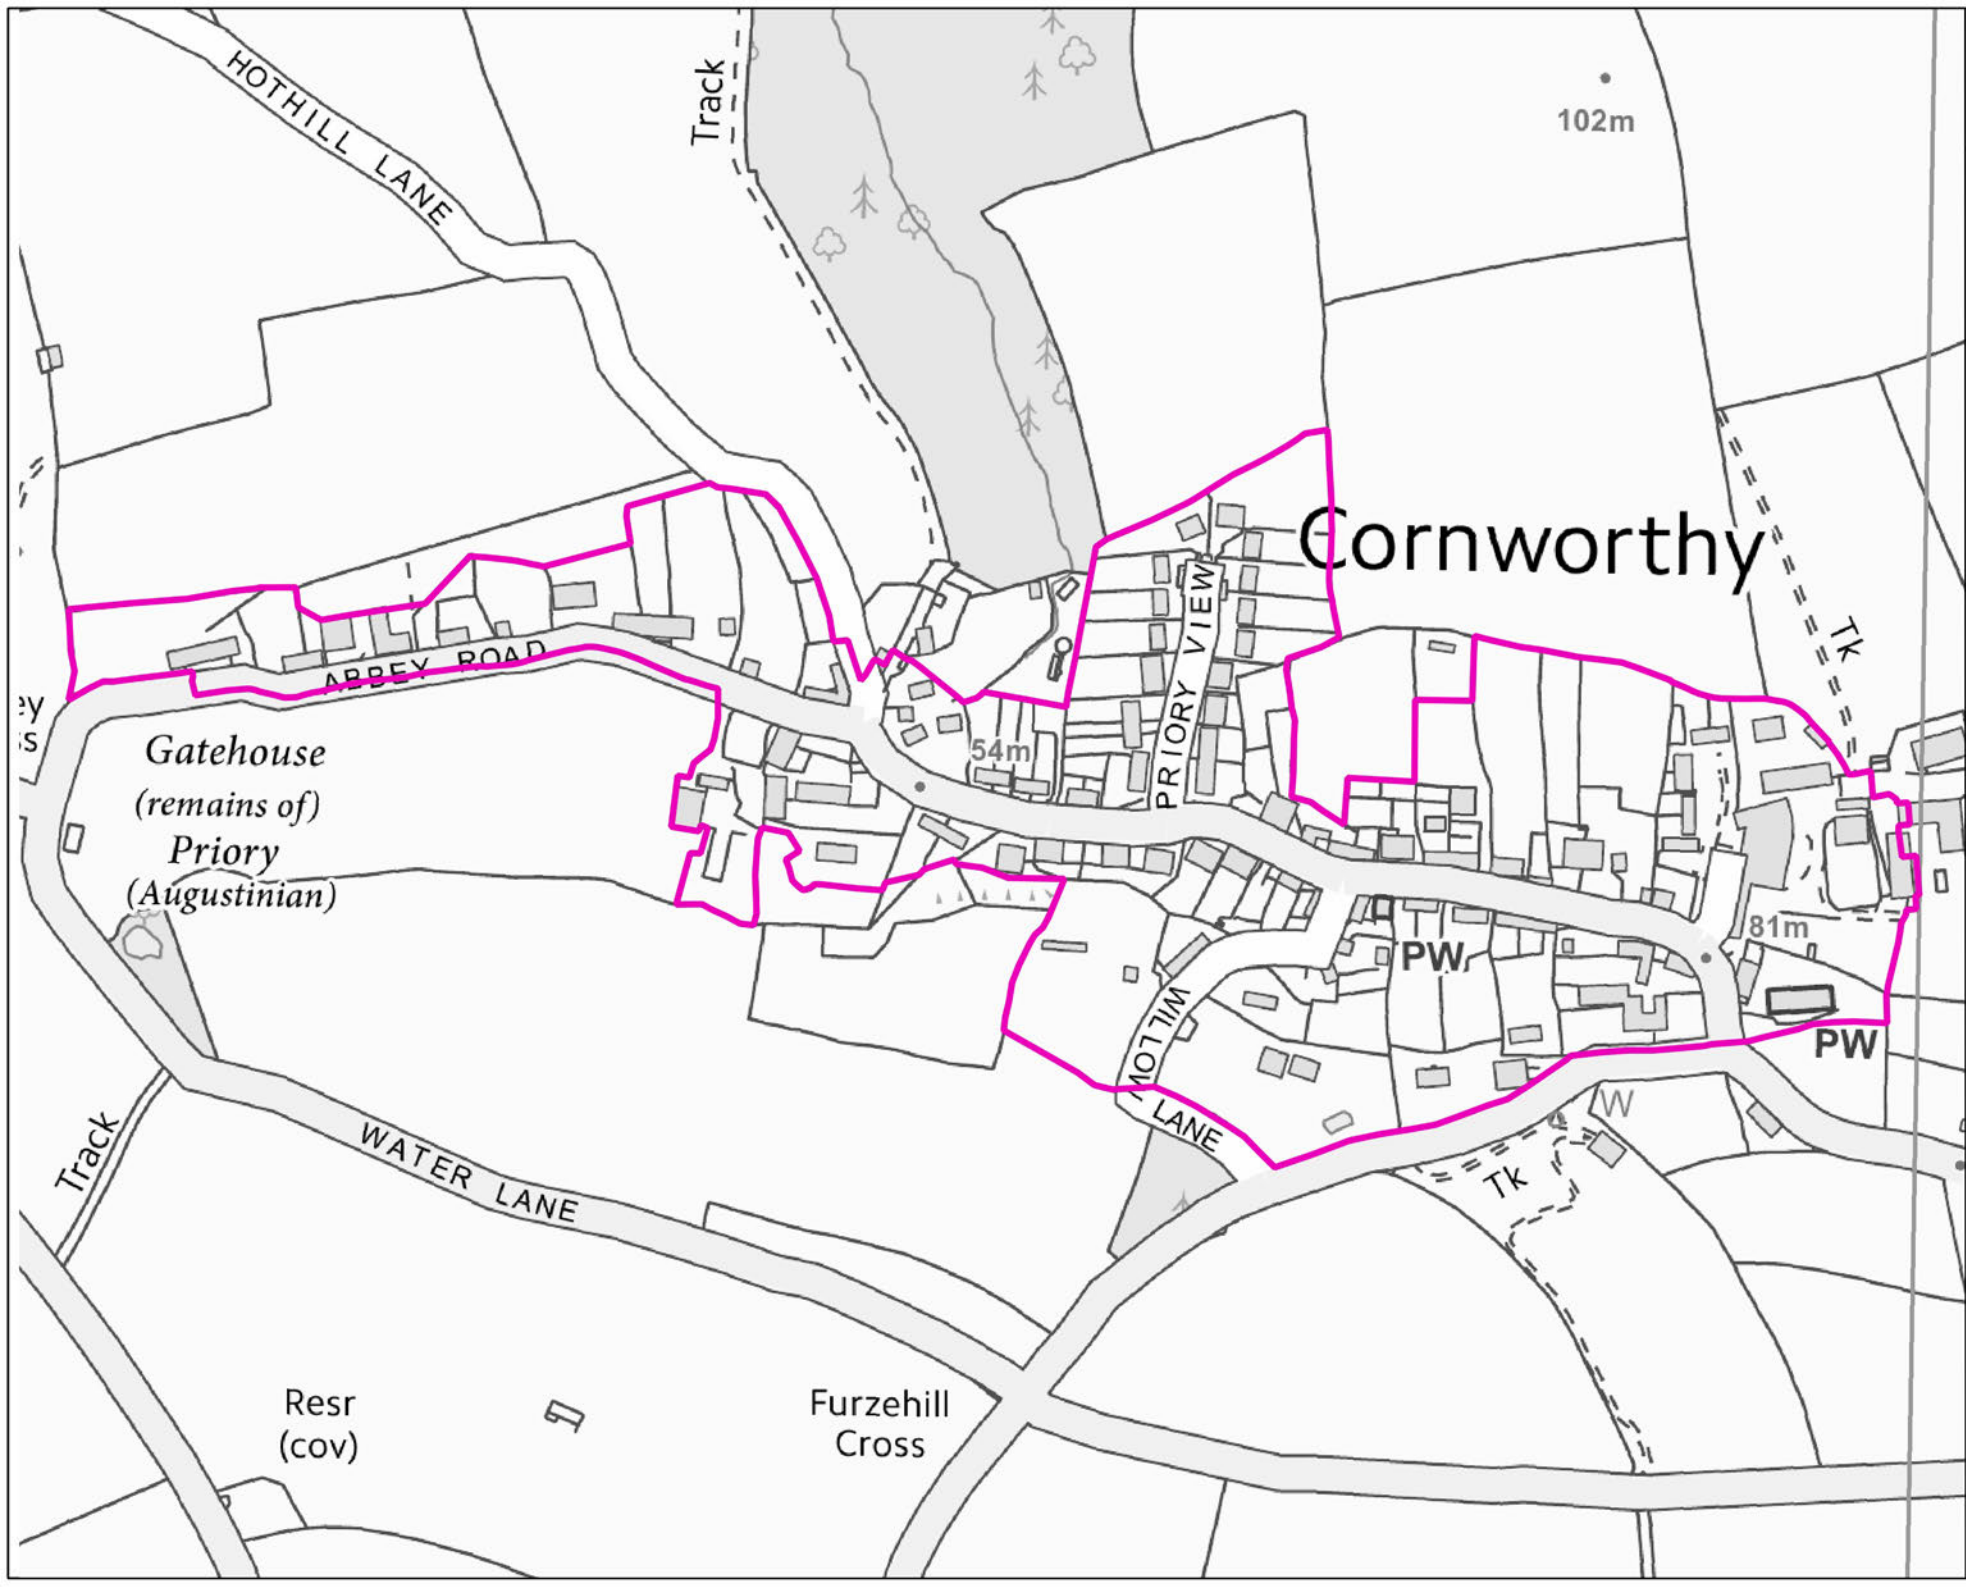 HOTHILL LANE
Track
102m
Cornworthy
Tk
PRIORY VIEW
ABBEY ROAD
ey
s
54m
Gatehouse
(remains of)
Priory
(Augustinian)
81m
PW
PW
WILLOW LANE
W
Tk
Track
WATER LANE
Resr
(cov)
Furzehill
Cross